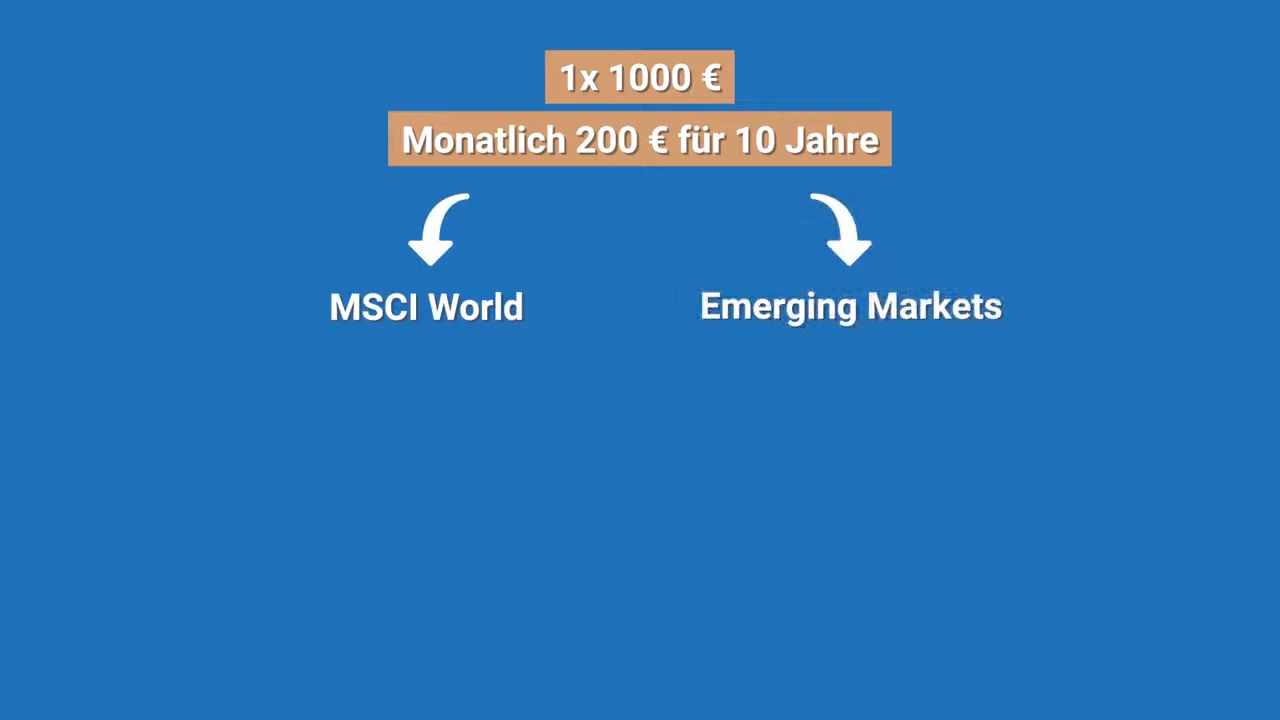 1x 1000 €
Monatlich 200 € für 10 Jahre
MSCI World
Emerging Markets